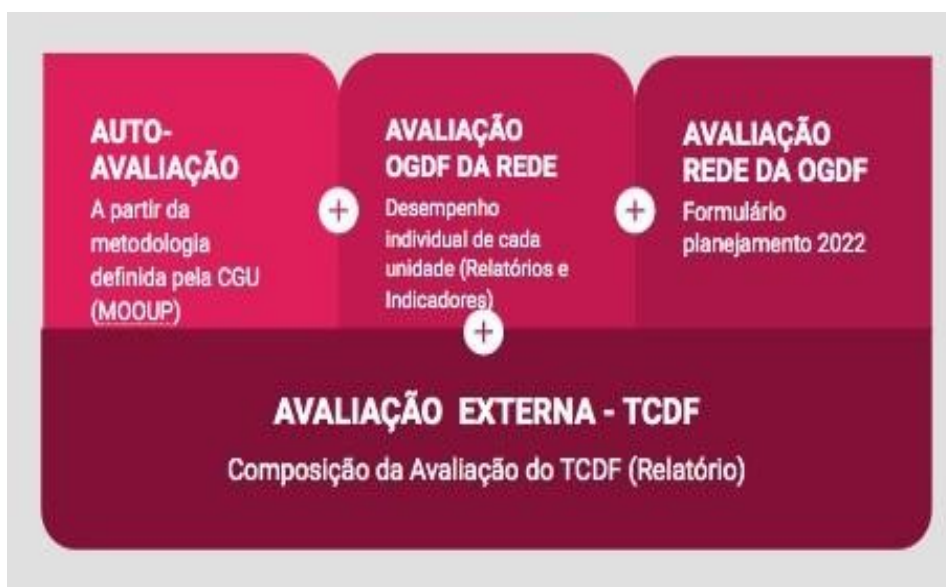 AUTO-
AVALIAÇÃO
A partir da
metodologia
definida pela CGU
(MOOUP)
+
AVALIAÇÃO
OGDF DA REDE
Desempenho
individual de cada
unidade (Relatórios e
Indicadores)
+
AVALIAÇÃO
REDE DA OGDF
Formulário
planejamento 2022
+
AVALIAÇÃO EXTERNA - TCDF
Composição da Avaliação do TCDF (Relatório)